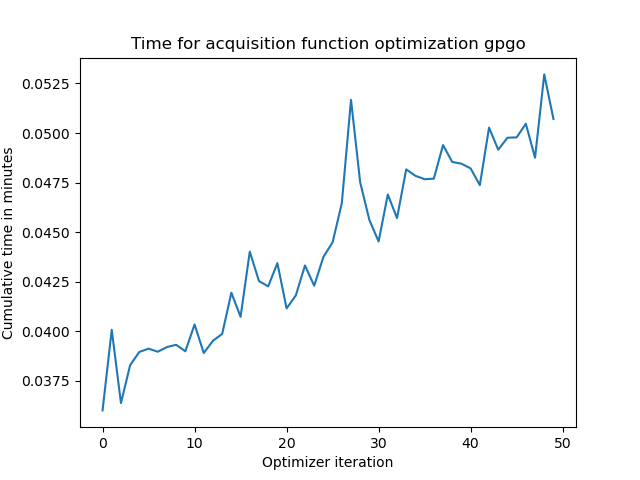 Time for acquisition function optimization gpgo
0.0525
0.0500
0.0475
0.0450
0.0425
0.0400
0.0375
Cumulative time in minutes
0 10 20 30 40 50
Optimizer iteration